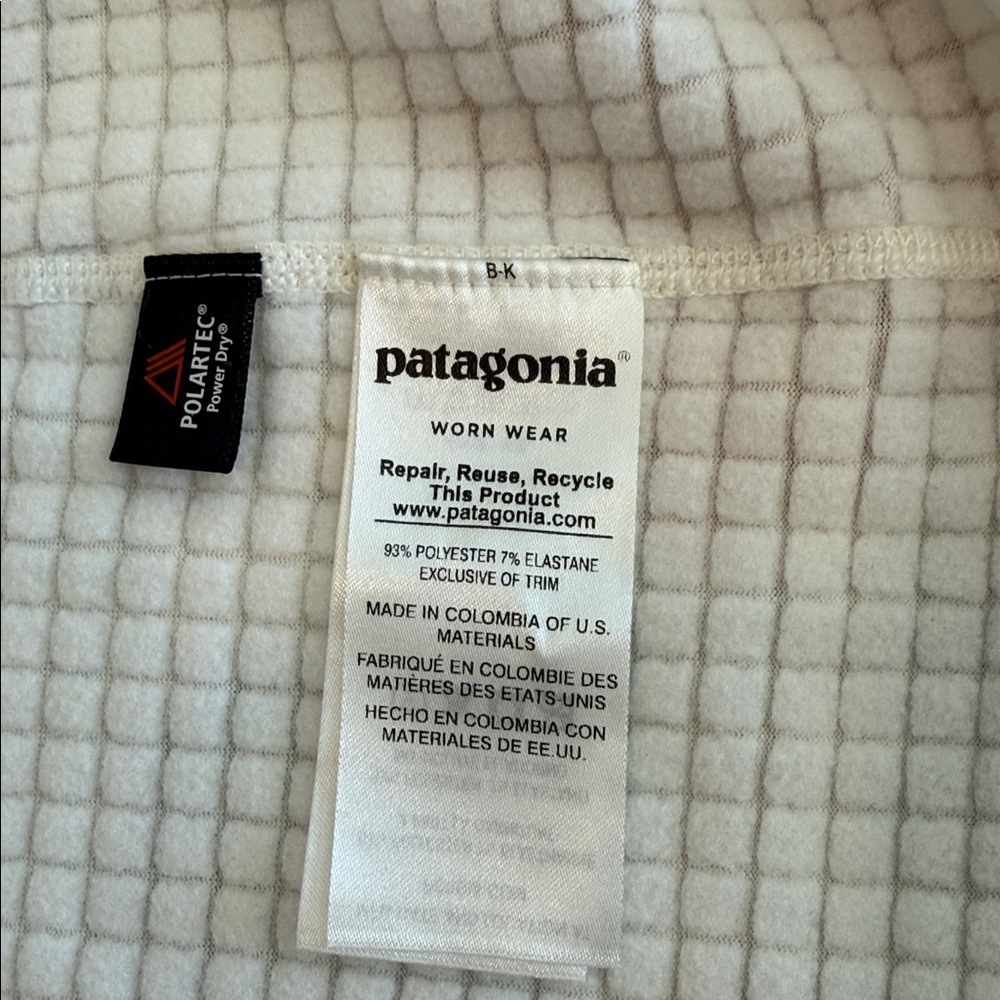 POLARTEC®
Power Dry®
B-K
patagonia®
WORN WEAR
Repair, Reuse, Recycle
This Product
www.patagonia.com
93% POLYESTER 7% ELASTANE
EXCLUSIVE OF TRIM
MADE IN COLOMBIA OF U.S.
MATERIALS
FABRIQUÉ EN COLOMBIE DES
MATIÈRES DES ETATS-UNIS
HECHO EN COLOMBIA CON
MATERIALES DE EE.UU.